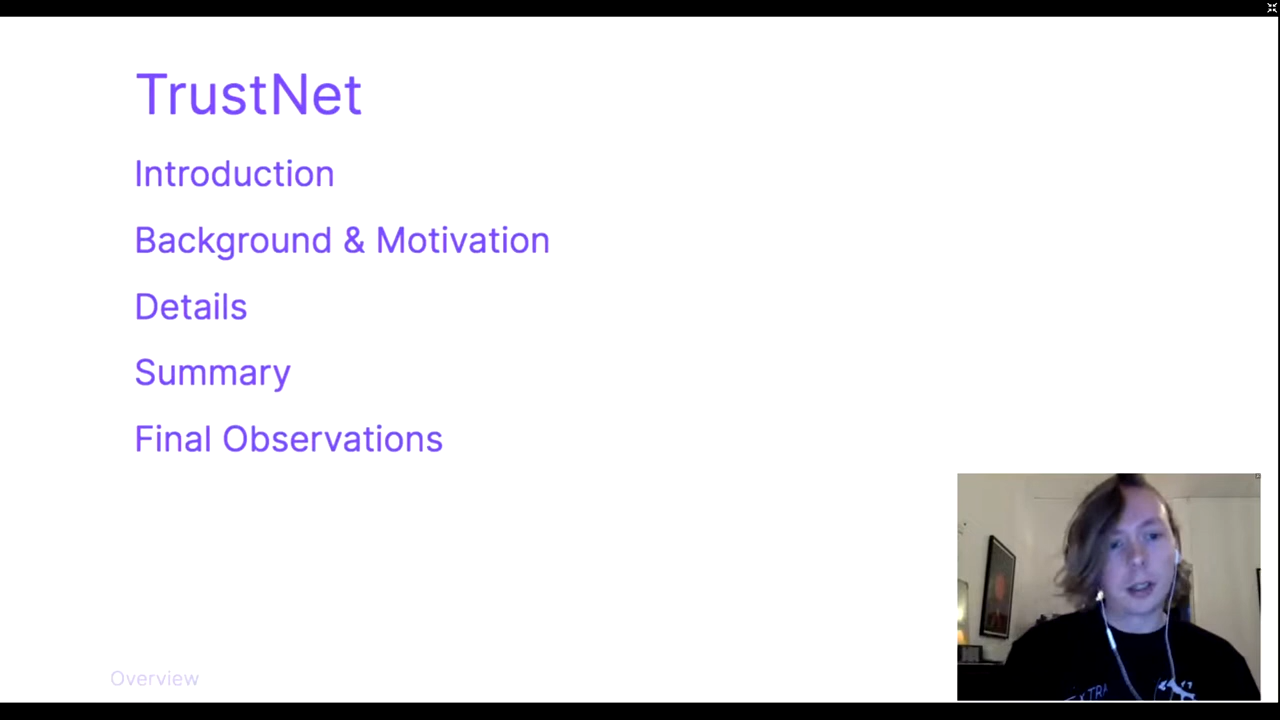 TrustNet
Introduction
Background & Motivation
Details
Summary
Final Observations
Overview